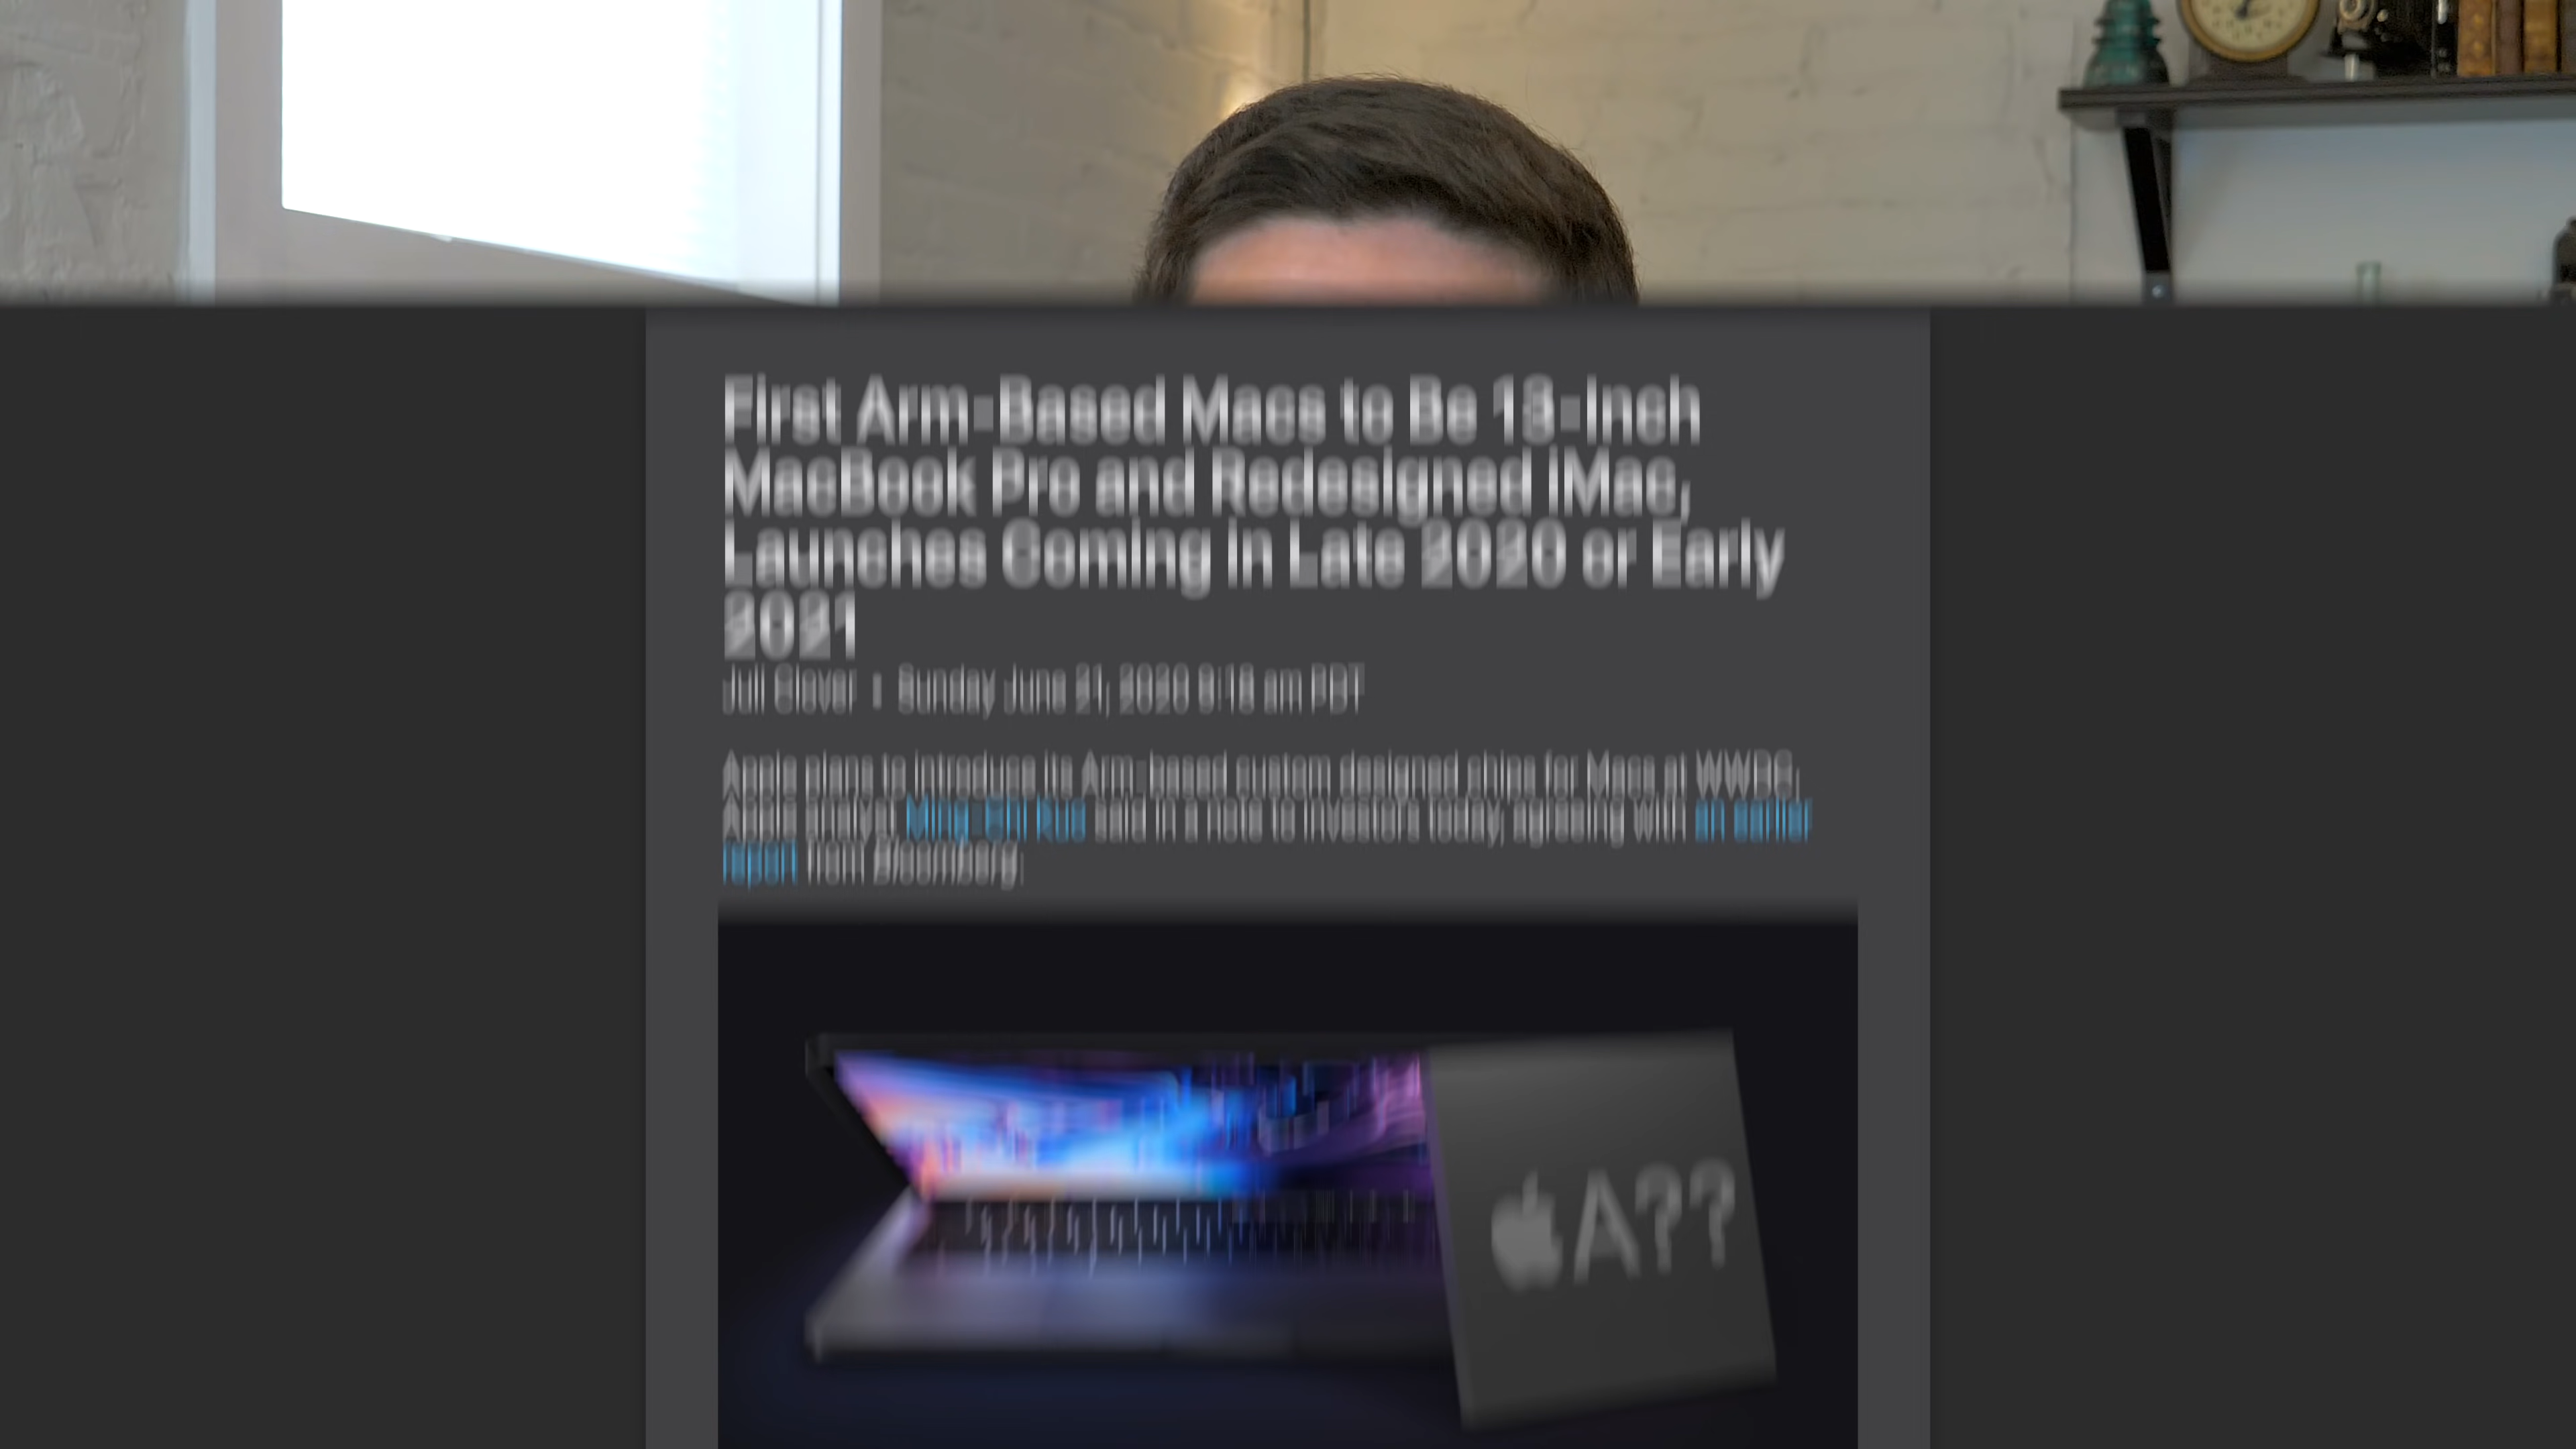 First Arm-Based Macs to Be 13-Inch
MacBook Pro and Redesigned iMac,
Launches Coming in Late 2020 or Early
2021
Juli Clover | Sunday June 21, 2020 am PDT
Apple plans to introduce its Arm-based custom designed chips for Macs at WWDC,
Apple analyst Ming-Chi Kuo said in a note to investors today, agreeing with an earlier
report from Bloomberg.
A??